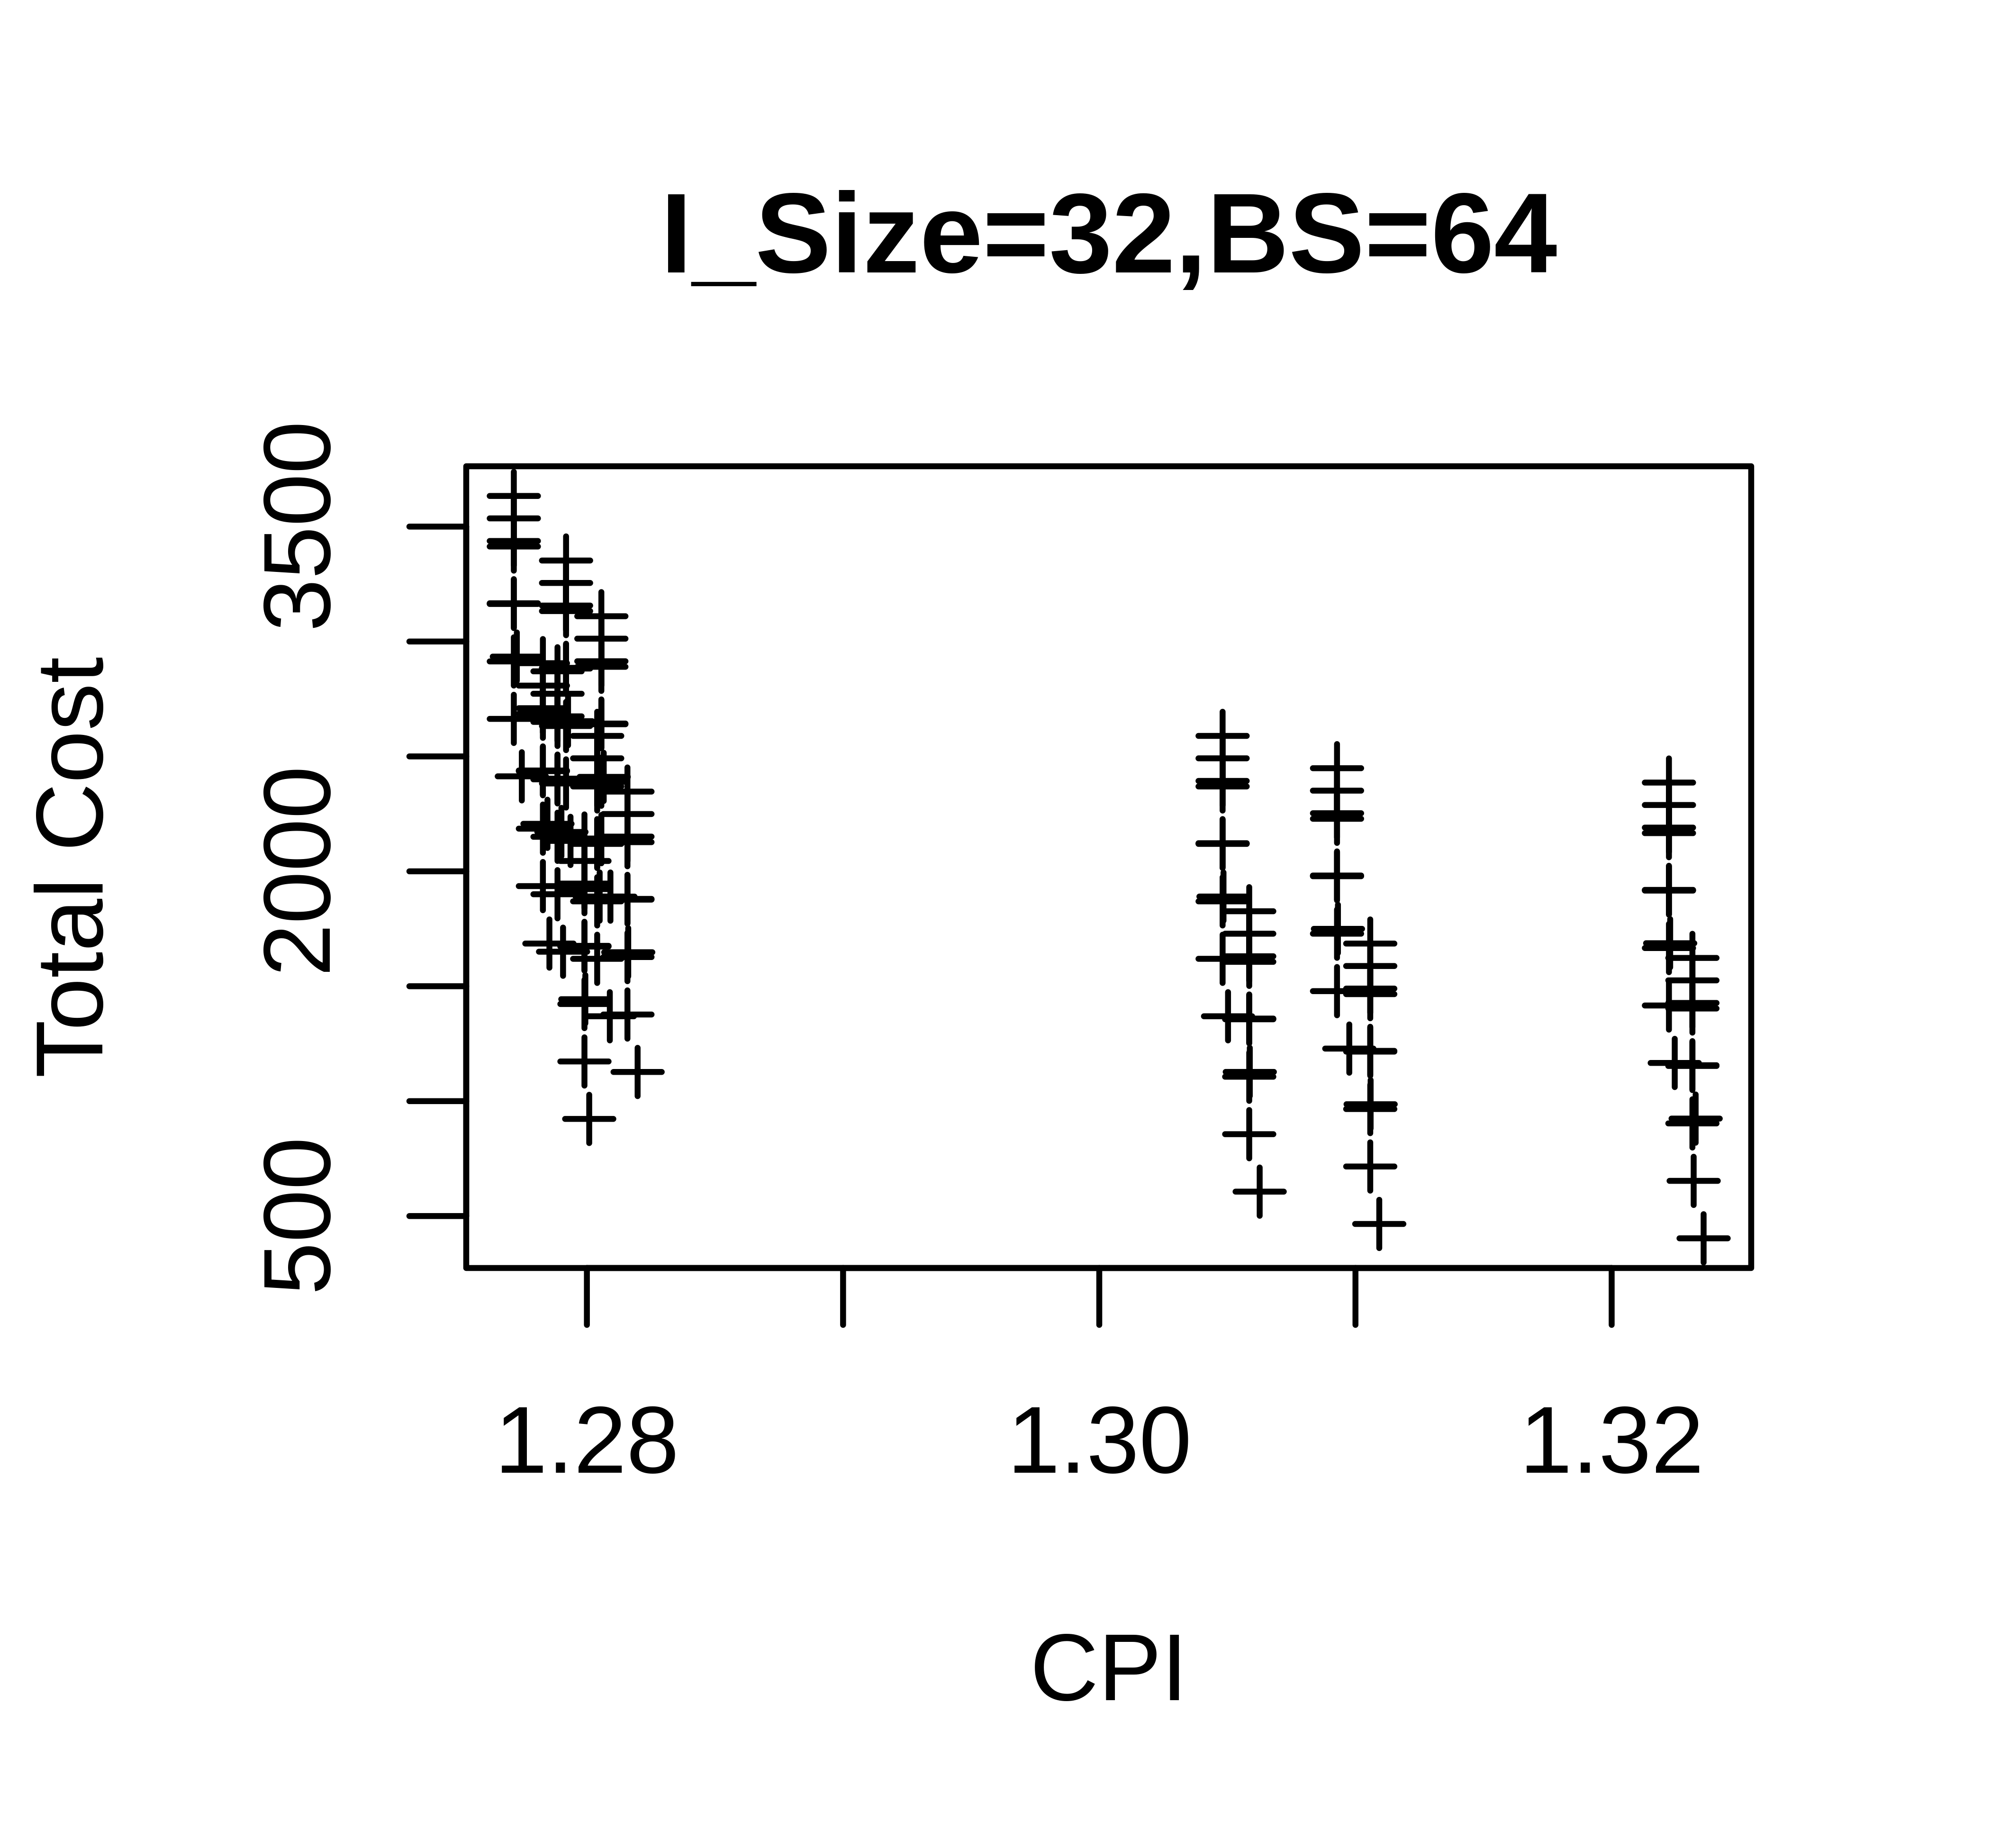 I_Size=32,BS=64
3500
2000
500
Total Cost
1.28 1.30 1.32
CPI